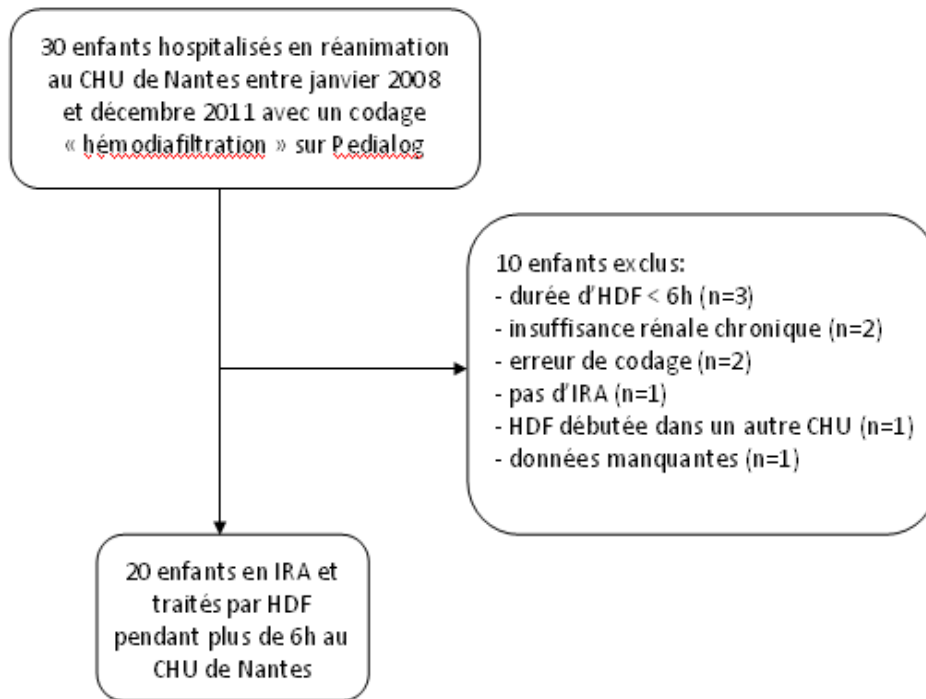 30 enfants hospitalisés en réanimation
au CHU de Nantes entre janvier 2008
et décembre 2011 avec un codage
« hémodiafiltration » sur Pedialog
10 enfants exclus:
- durée d'HDF < 6h (n=3)
- insuffisance rénale chronique (n=2)
- erreur de codage (n=2)
- pas d'IRA (n=1)
- HDF débutée dans un autre CHU (n=1)
- données manquantes (n=1)
20 enfants en IRA et
traités par HDF
pendant plus de 6h au
CHU de Nantes